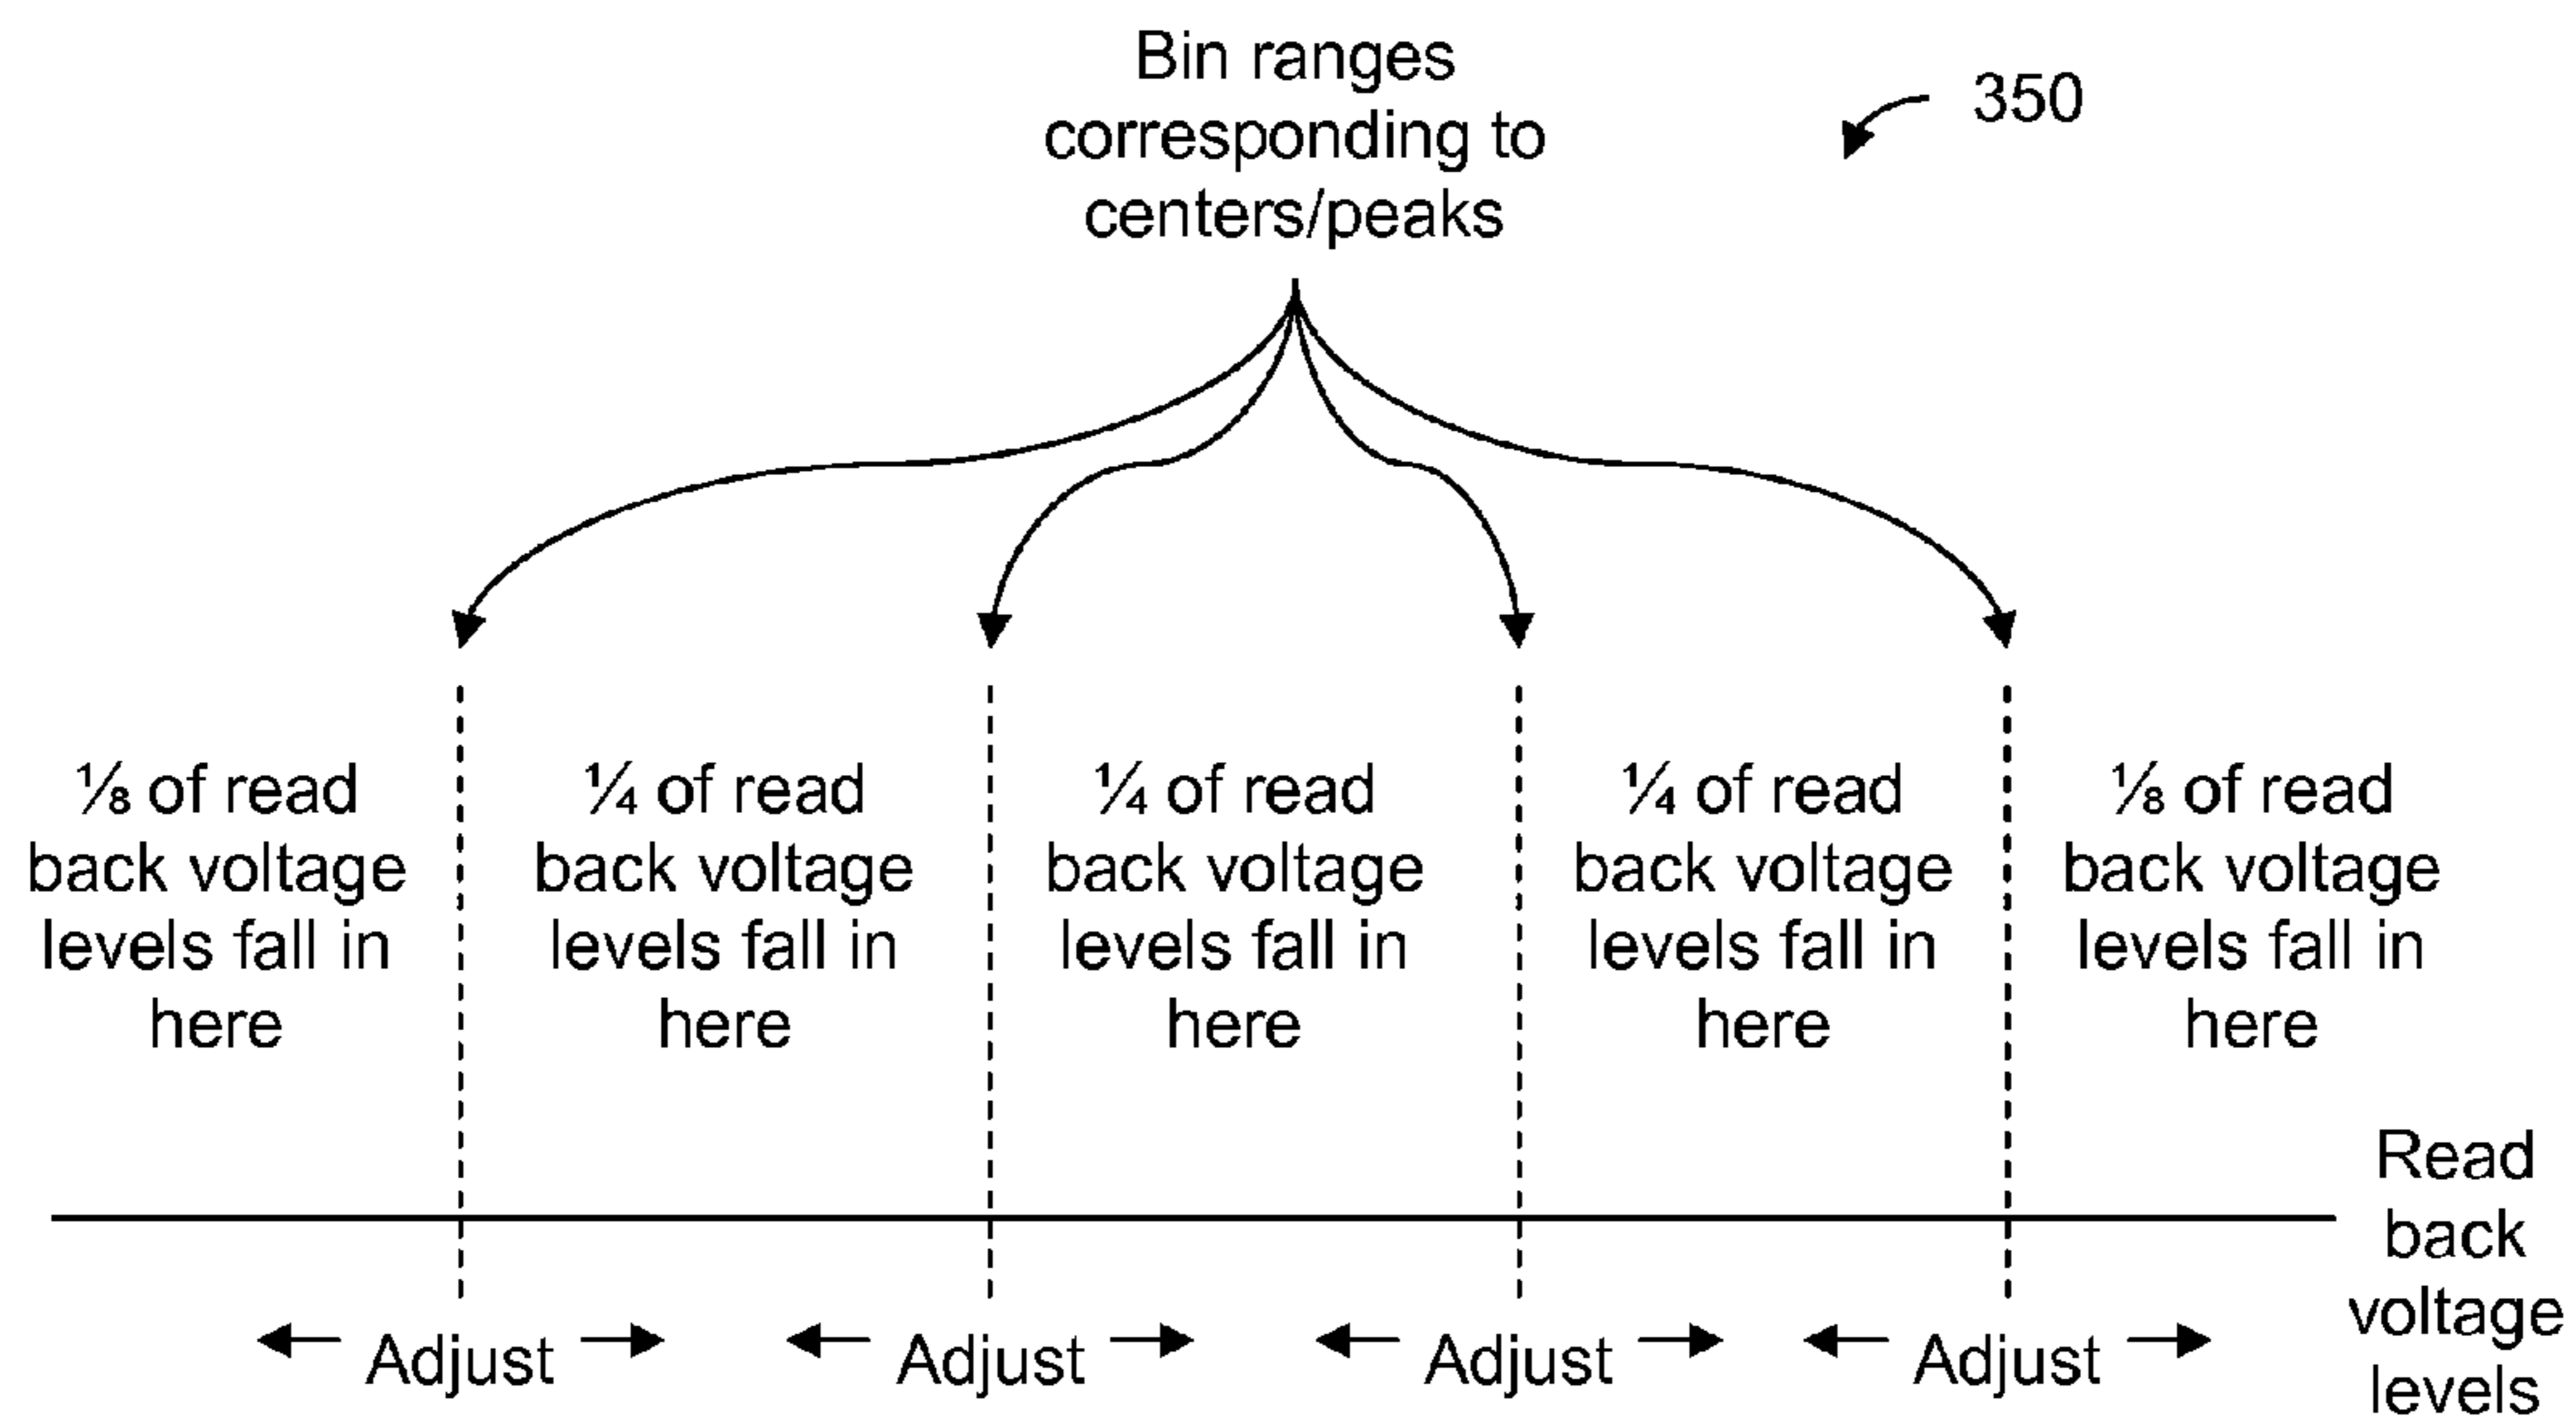 Bin ranges
corresponding to
centers/peaks
350
⅛ of read
back voltage
levels fall in
here
¼ of read
back voltage
levels fall in
here
¼ of read
back voltage
levels fall in
here
¼ of read
back voltage
levels fall in
here
⅛ of read
back voltage
levels fall in
here
Read
back
voltage
levels
Adjust
Adjust
Adjust
Adjust